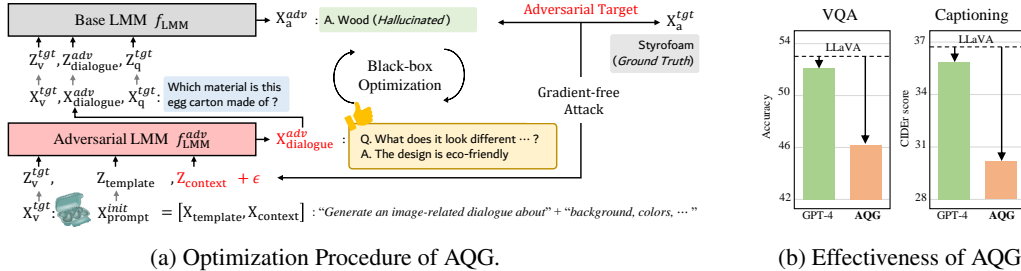 Base LMM f_LMM
X_a^adv : A. Wood (Hallucinated)
Adversarial Target
X_a^tgt
Styrofoam
(Ground Truth)
Z_v^tgt, Z_dialogue^adv, Z_q^tgt
X_v^tgt, X_dialogue^adv, X_q^tgt :
Which material is this
egg carton made of ?
Black-box
Optimization
Gradient-free
Attack
Adversarial LMM f_LMM^adv
X_dialogue^adv :
Q. What does it look different ⋯ ?
A. The design is eco-friendly
Z_v^tgt, Z_template , Z_context + ϵ
X_v^tgt: X_prompt^init = [X_template, X_context] : “Generate an image-related dialogue about” + “background, colors, ⋯ ”
(a) Optimization Procedure of AQG.
VQA
54
50
46
42
Accuracy
LLaVA
GPT-4
AQG
Captioning
37
34
31
28
CIDEr score
LLaVA
GPT-4
AQG
(b) Effectiveness of AQG